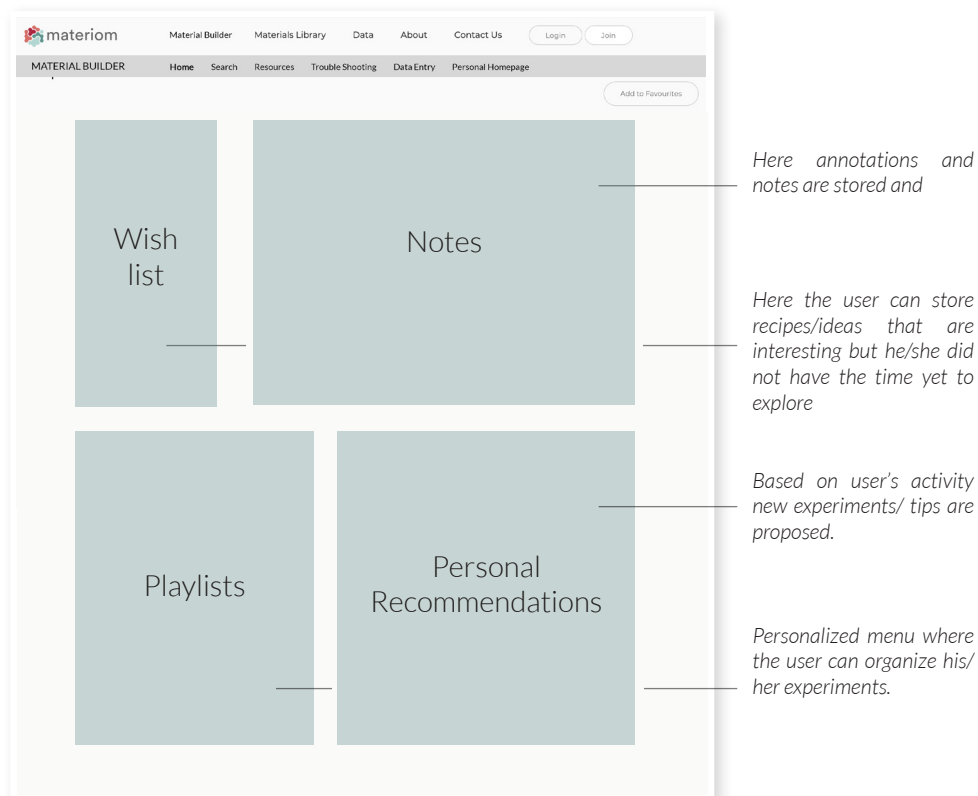 materiom
Material Builder Materials Library Data About Contact Us Login Join
MATERIAL BUILDER Home Search Resources Trouble Shooting Data Entry Personal Homepage
Add to Favourites
Wish
list
Notes
Playlists
Personal
Recommendations
Here annotations and
notes are stored and
Here the user can store
recipes/ideas that are
interesting but he/she did
not have the time yet to
explore
Based on user's activity
new experiments/ tips are
proposed.
Personalized menu where
the user can organize his/
her experiments.